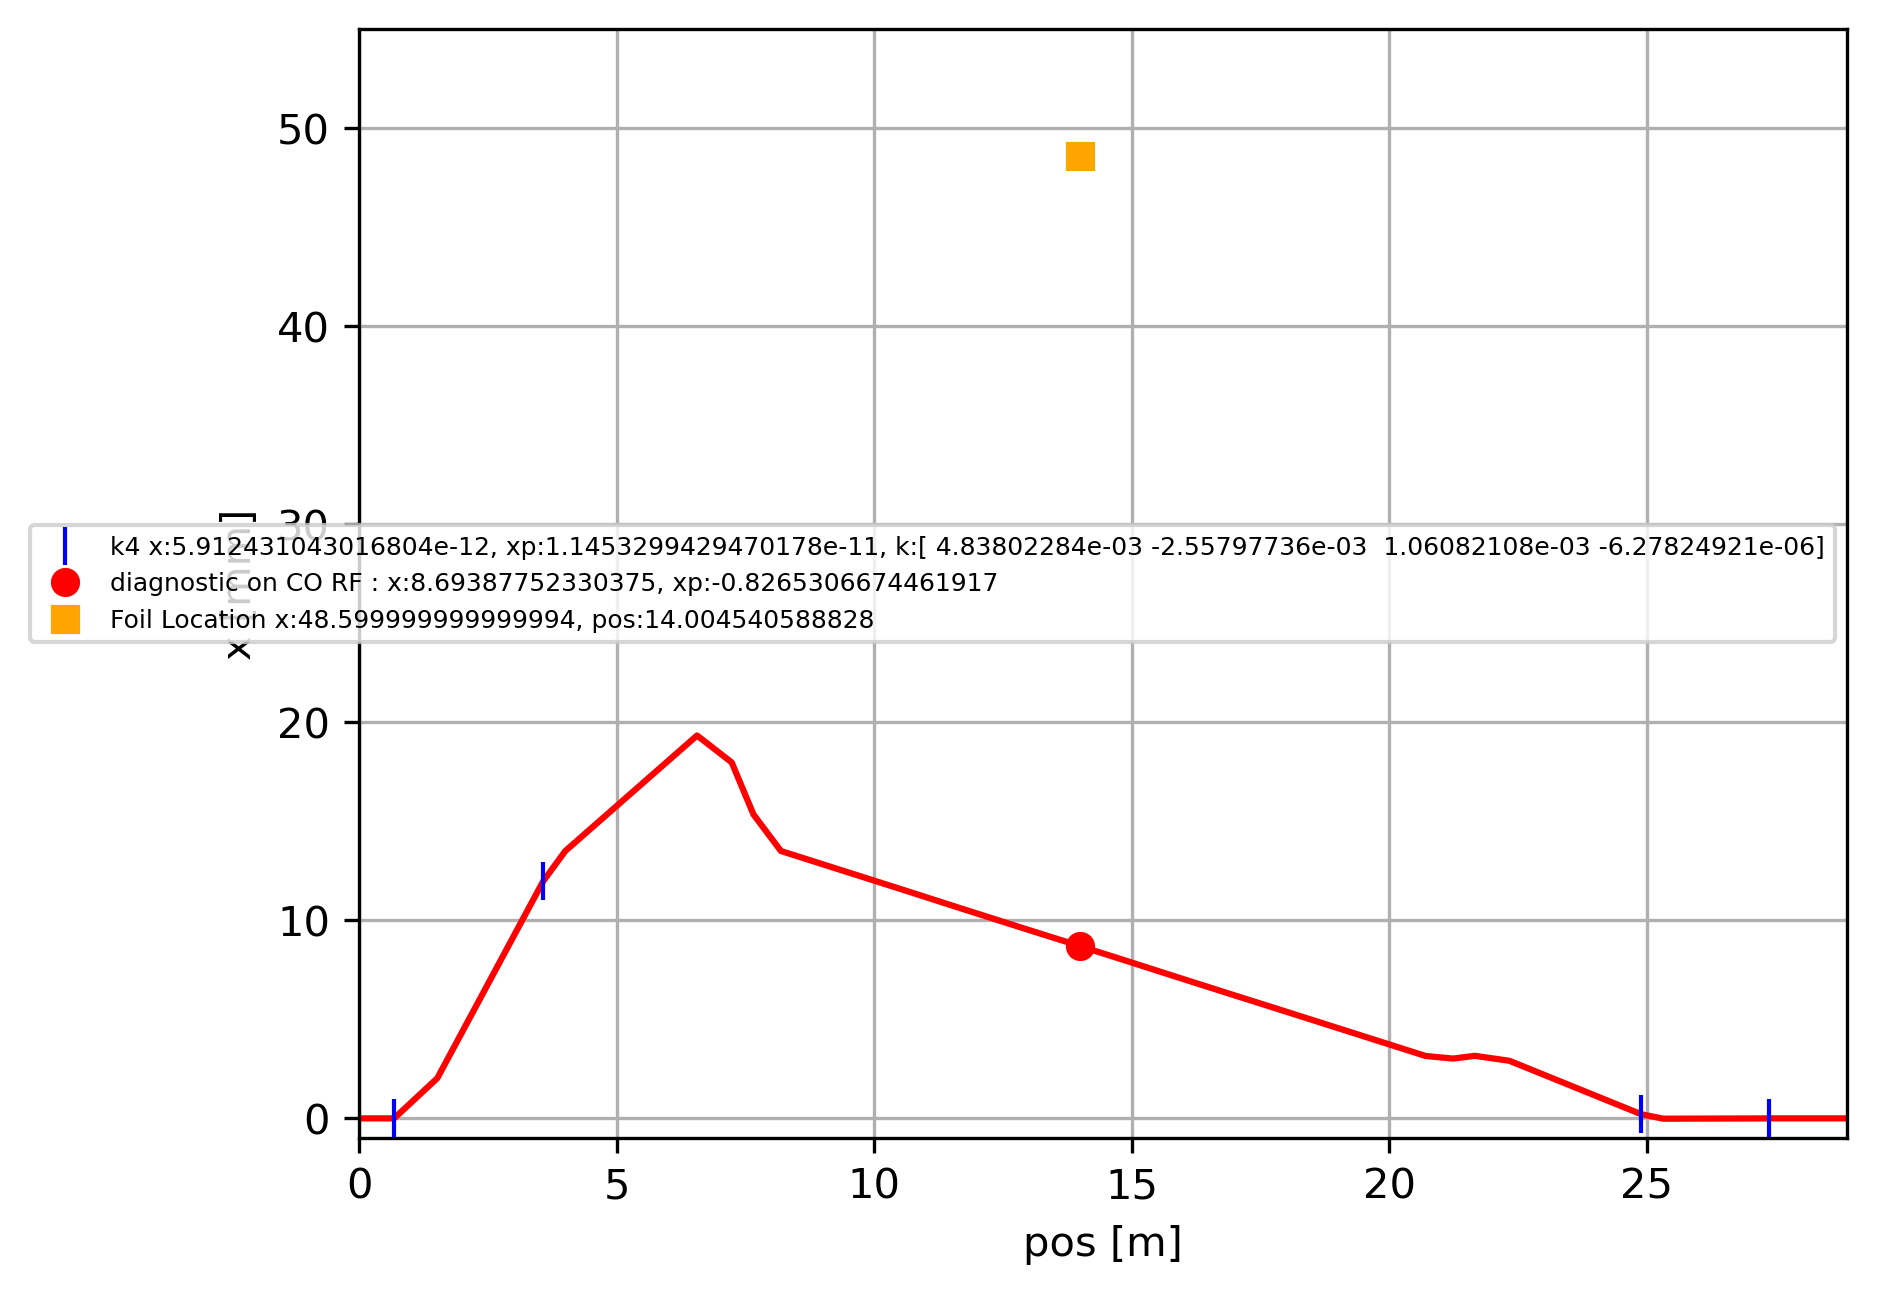 50
40
30
x [mm]
k4 x:5.912431043016804e-12, xp:1.1453299429470178e-11, k:[ 4.83802284e-03 -2.55797736e-03  1.06082108e-03 -6.27824921e-06]
diagnostic on CO RF : x:8.69387752330375, xp:-0.8265306674461917
Foil Location x:48.599999999999994, pos:14.004540588828
20
10
0
0 5 10 15 20 25
pos [m]